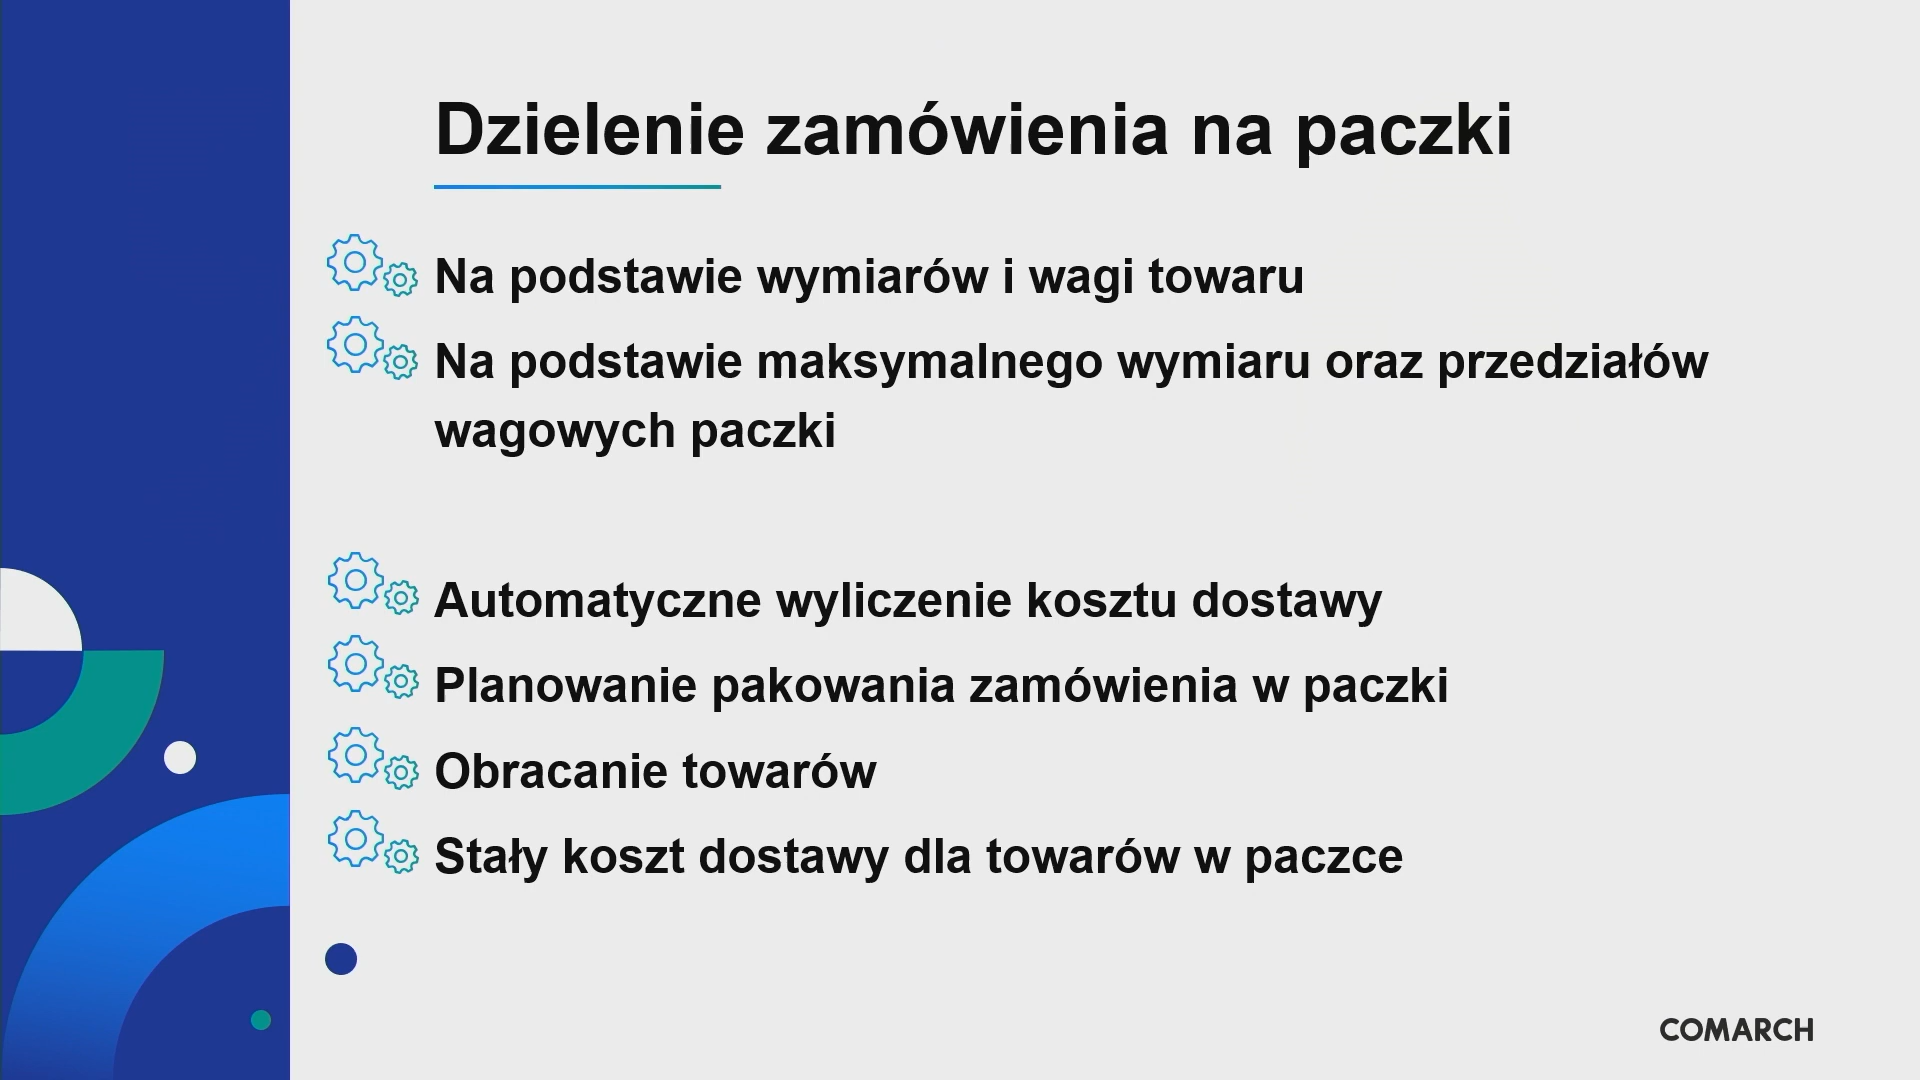 Dzielenie zamówienia na paczki
Na podstawie wymiarów i wagi towaru
Na podstawie maksymalnego wymiaru oraz przedziałów
wagowych paczki
Automatyczne wyliczenie kosztu dostawy
Planowanie pakowania zamówienia w paczki
Obracanie towarów
Stały koszt dostawy dla towarów w paczce
COMARCH